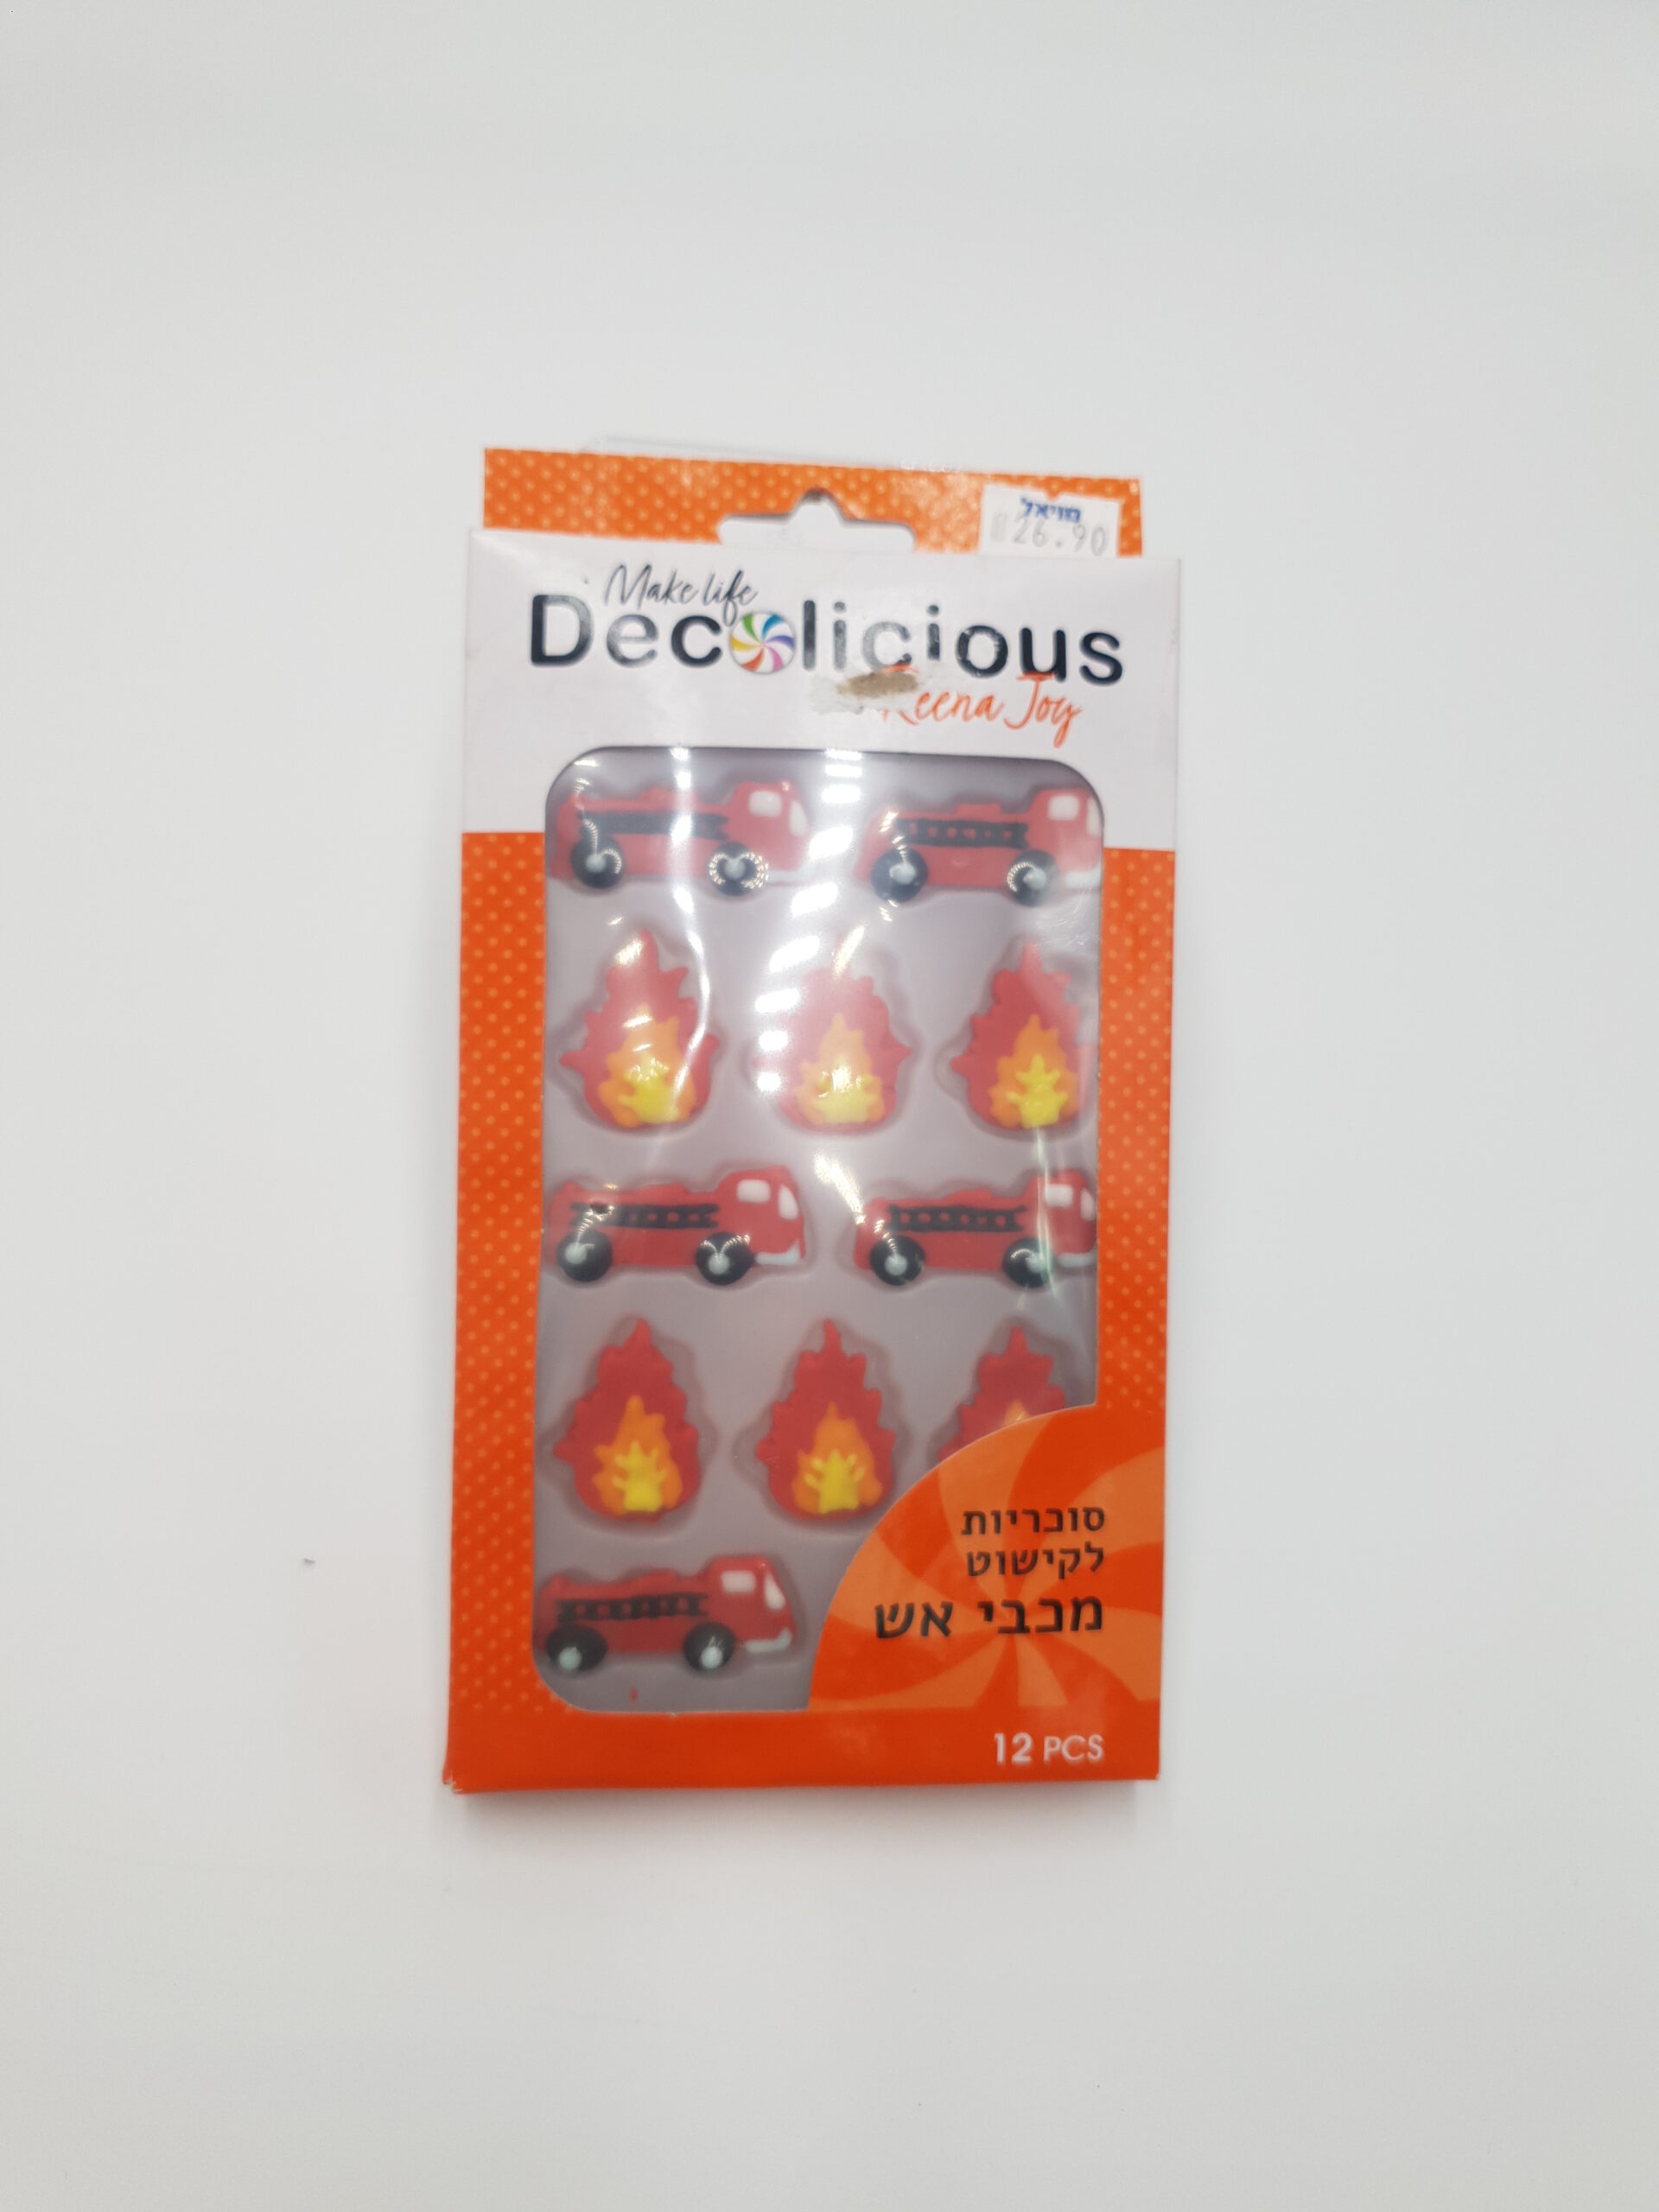 מויאל
26.90
Make life
Decolicious
Reena Joy
סוכריות
לקישוט
מכבי אש
12 PCS